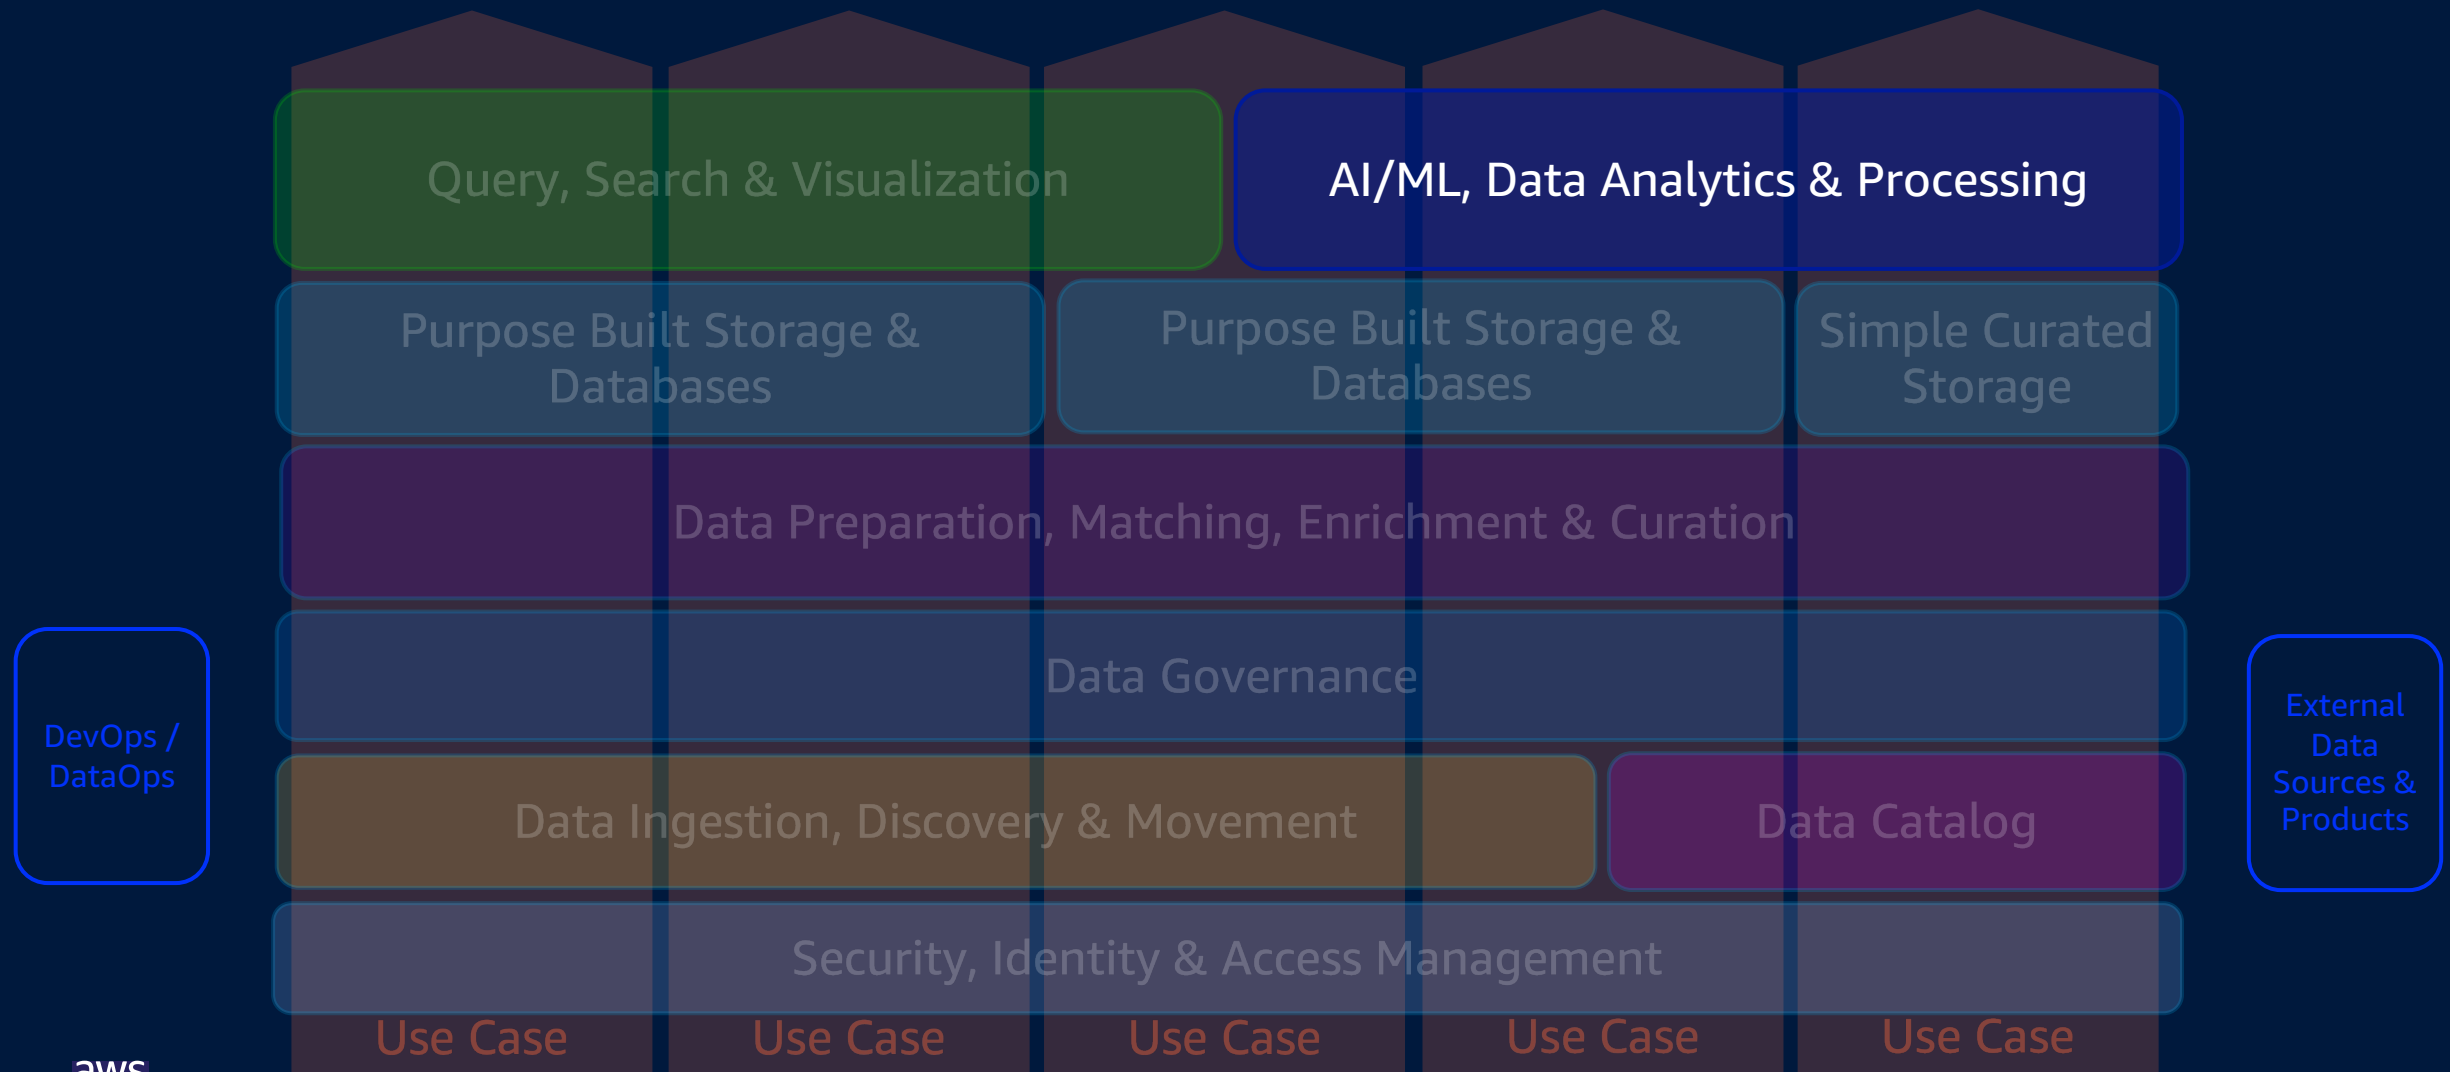 Query, Search & Visualization
AI/ML, Data Analytics & Processing
Purpose Built Storage &
Databases
Purpose Built Storage &
Databases
Simple Curated
Storage
Data Preparation, Matching, Enrichment & Curation
Data Governance
DevOps /
DataOps
External
Data
Sources &
Products
Data Ingestion, Discovery & Movement
Data Catalog
Security, Identity & Access Management
Use Case
Use Case
Use Case
Use Case
Use Case
aws